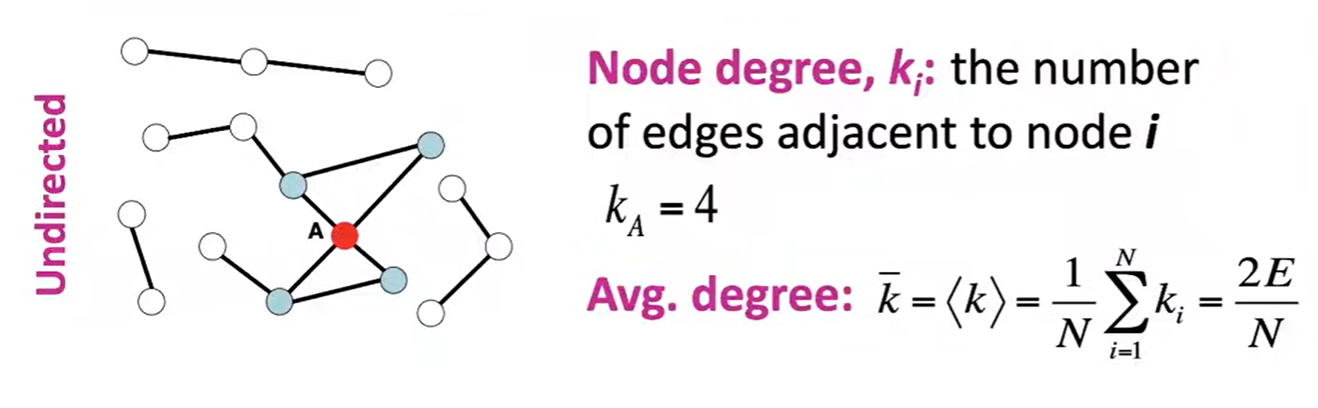 Undirected
A
Node degree, kᵢ: the number
of edges adjacent to node i
k_A = 4
Avg. degree: k̄ = ⟨k⟩ = 1/N ∑_{i=1}^{N} kᵢ = 2E/N